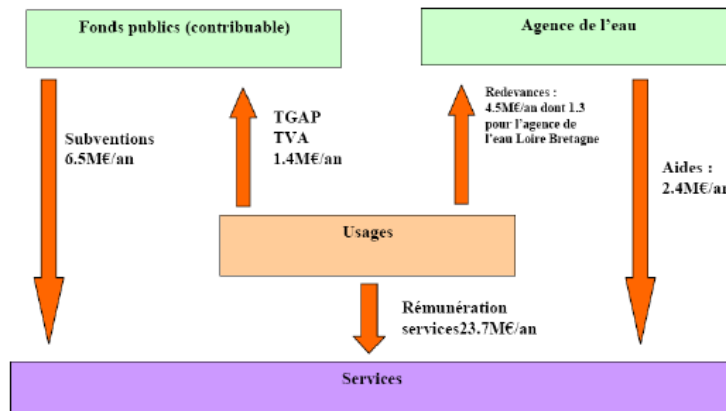 Fonds publics (contribuable)
Agence de l'eau
Subventions
6.5M€/an
TGAP
TVA
1.4M€/an
Redevances :
4.5M€/an dont 1.3
pour l'agence de
l'eau Loire Bretagne
Aides :
2.4M€/an
Usages
Rémunération
services23.7M€/an
Services